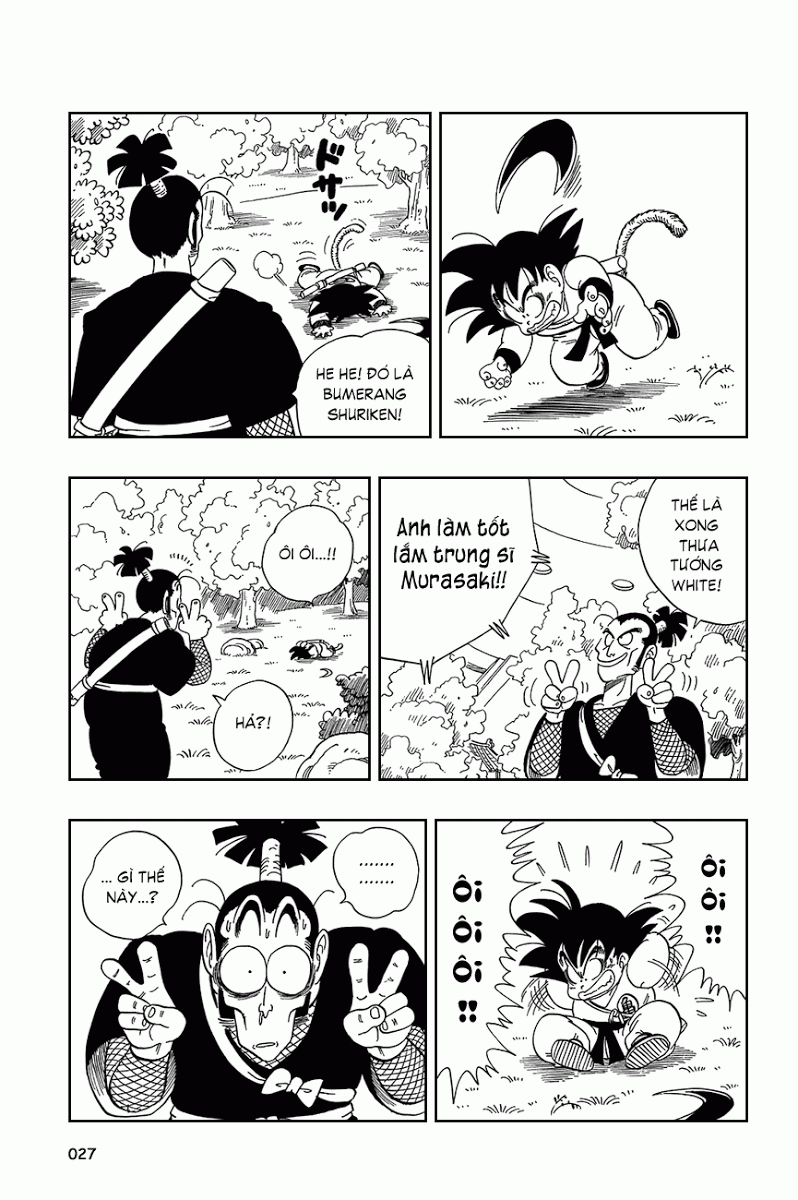 ドサッ
HE HE! ĐÓ LÀ
BUMERANG
SHURIKEN!
THẾ LÀ
XONG
THƯA
TƯỚNG
WHITE!
Anh làm tốt
lắm trung sĩ
Murasaki!!
ÔI ÔI...!!
HẢ?!
ÔI
ÔI
!!
ÔI
ÔI
ÔI
!!
........
........
... GÌ THẾ
NÀY...?
027